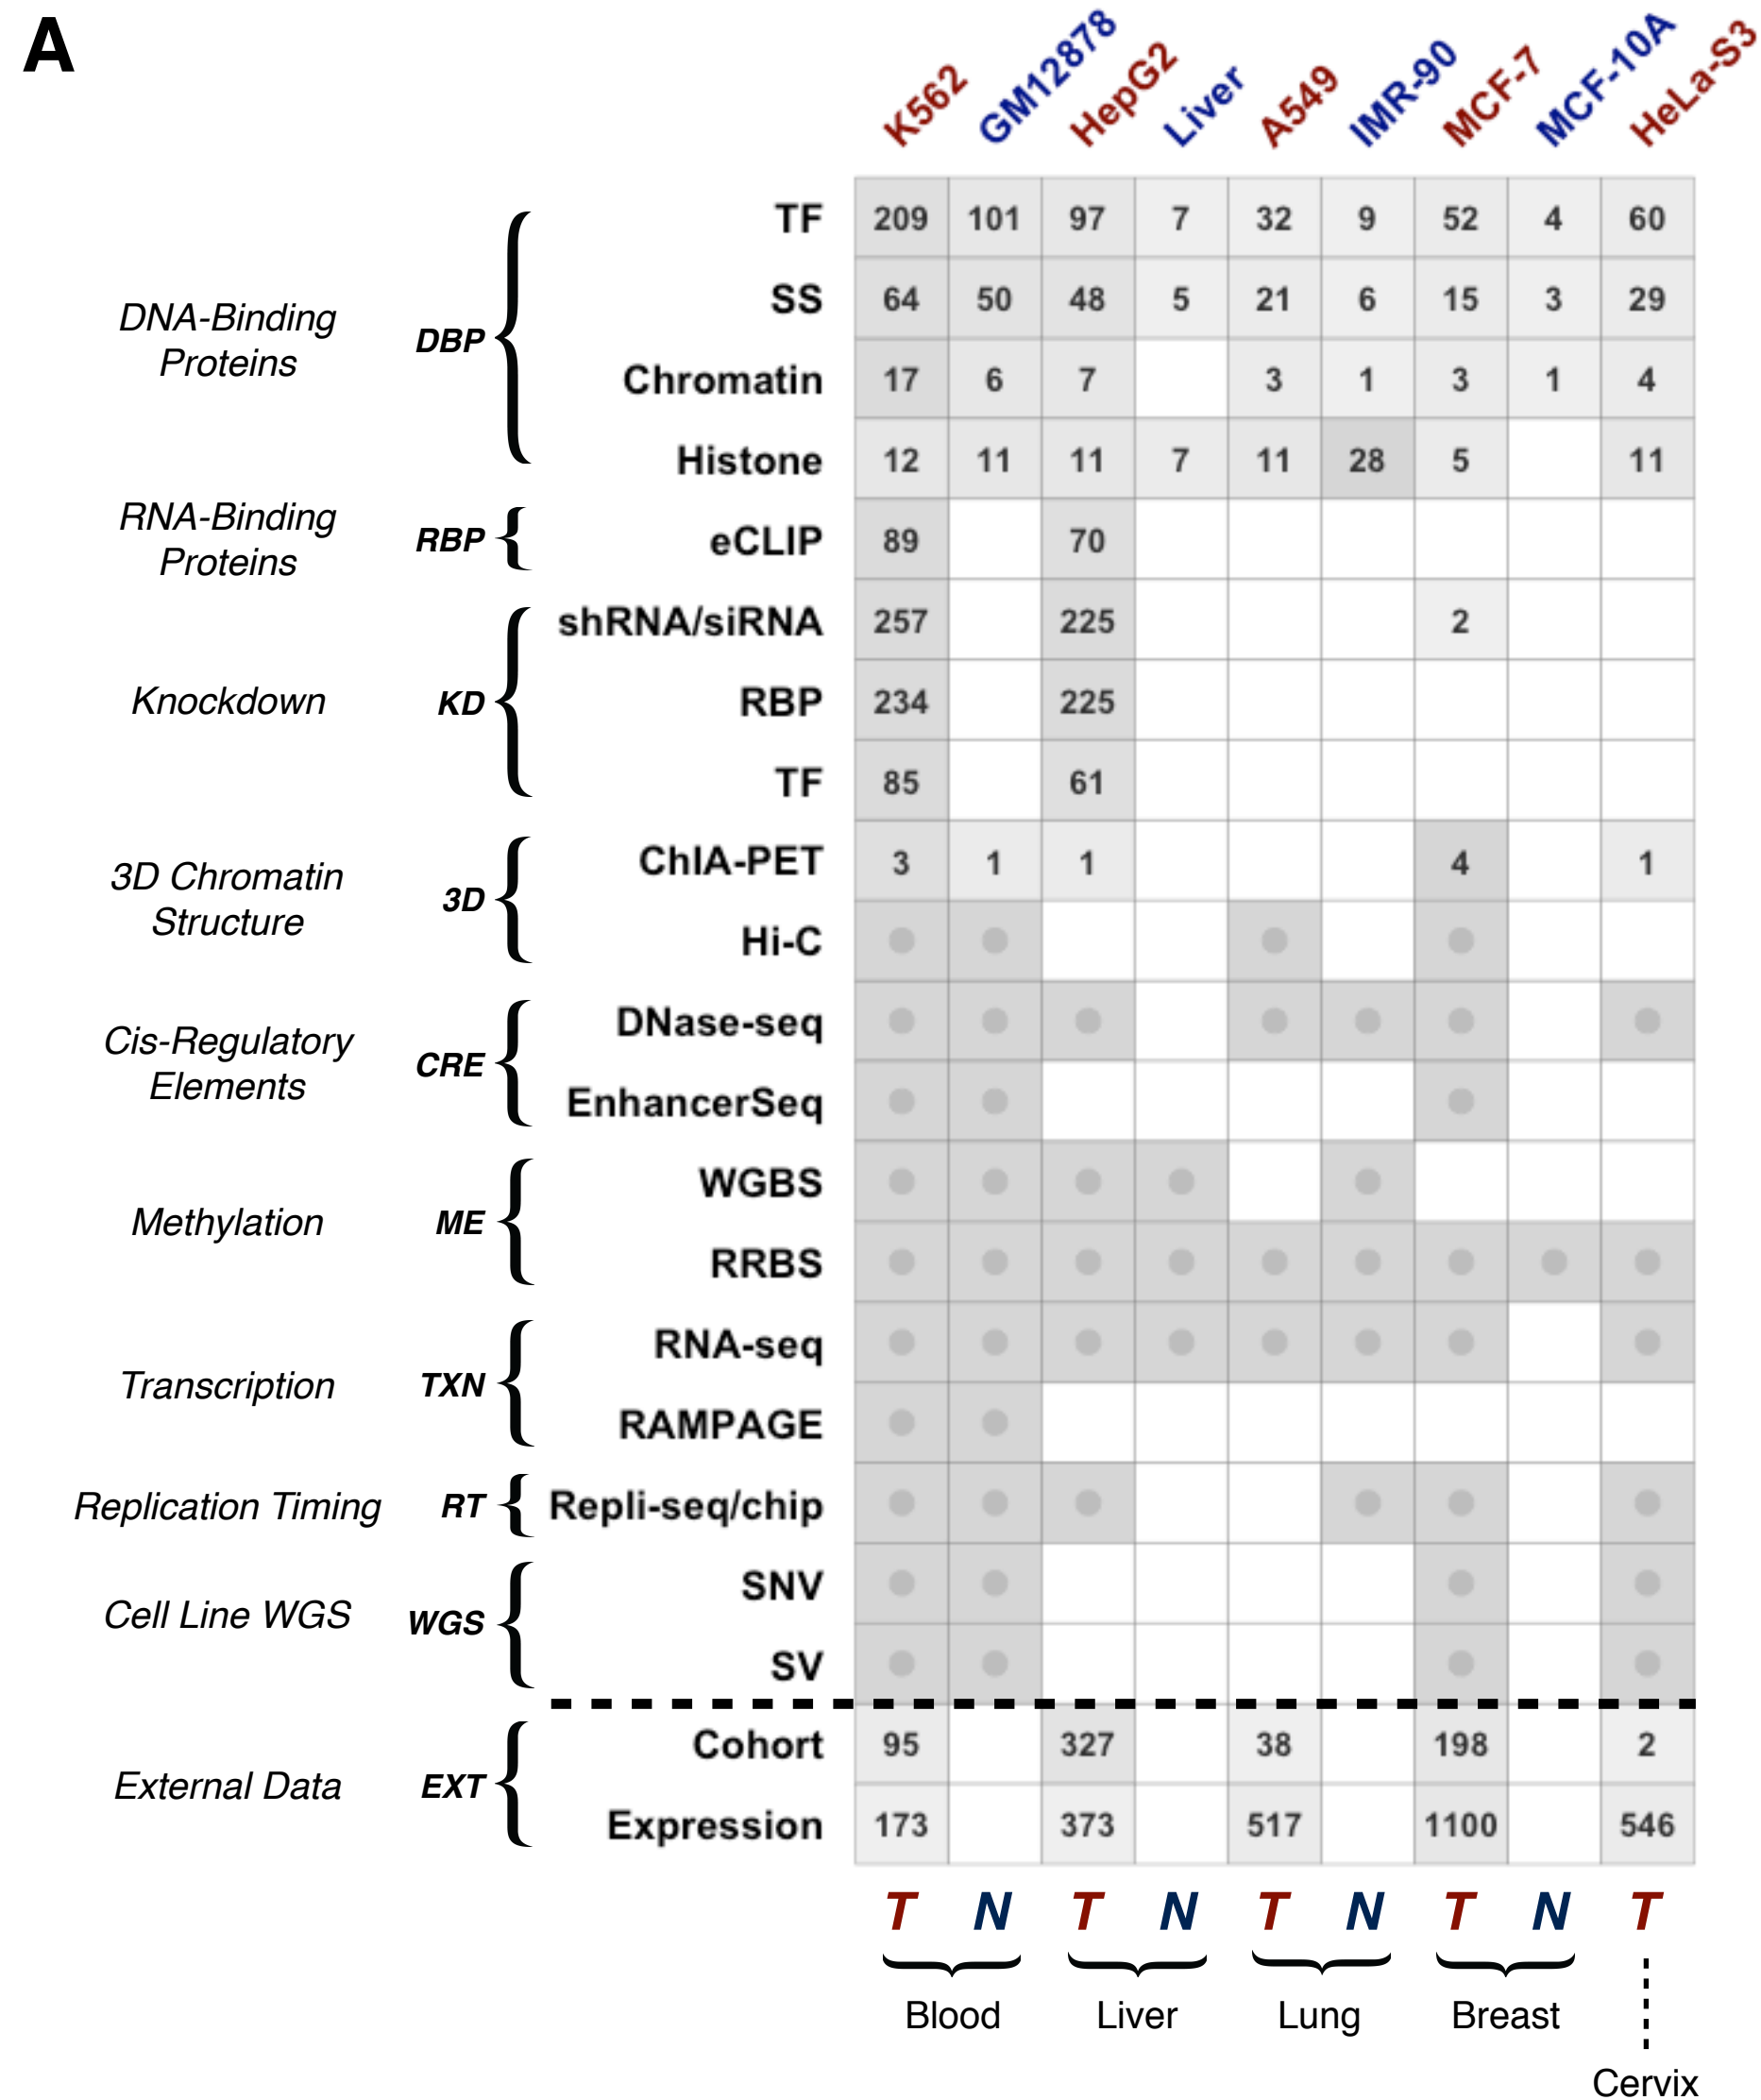 A
K562 GM12878 HepG2 Liver A549 IMR-90 MCF-7 MCF-10A HeLa-S3
TF 209 101 97 7 32 9 52 4 60
SS 64 50 48 5 21 6 15 3 29
DNA-Binding
Proteins
DBP
Chromatin 17 6 7 3 1 3 1 4
Histone 12 11 11 7 11 28 5 11
RNA-Binding
Proteins
RBP
eCLIP 89 70
shRNA/siRNA 257 225 2
Knockdown KD RBP 234 225
TF 85 61
3D Chromatin
Structure
3D
ChIA-PET 3 1 1 4 1
Hi-C
Cis-Regulatory
Elements
CRE
DNase-seq
EnhancerSeq
Methylation ME
WGBS
RRBS
Transcription TXN
RNA-seq
RAMPAGE
Replication Timing RT Repli-seq/chip
Cell Line WGS WGS
SNV
SV
External Data EXT
Cohort 95 327 38 198 2
Expression 173 373 517 1100 546
T N T N T N T N T
Blood Liver Lung Breast
Cervix